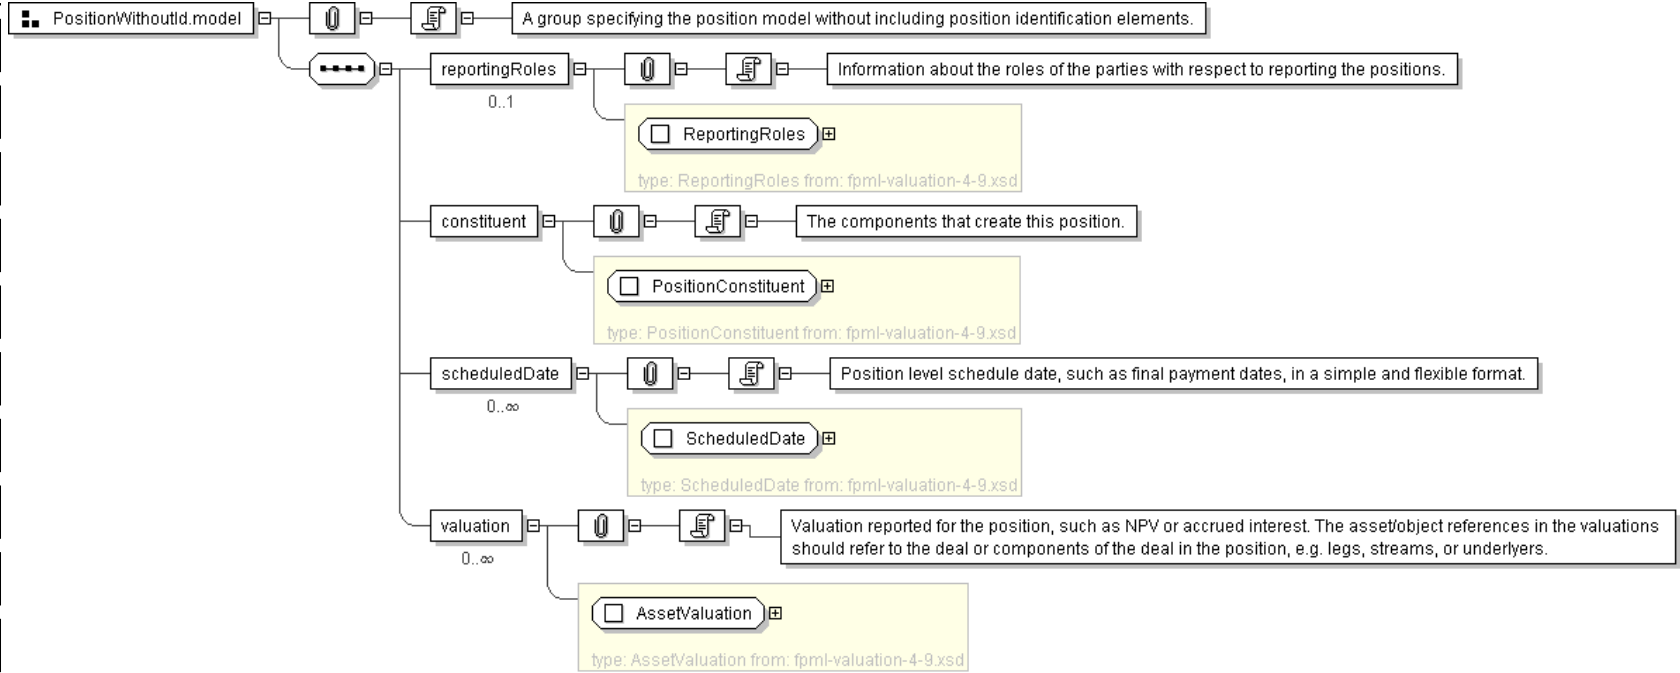 PositionWithoutId.model
A group specifying the position model without including position identification elements.
reportingRoles
Information about the roles of the parties with respect to reporting the positions.
0..1
ReportingRoles
type: ReportingRoles from: fpml-valuation-4-9.xsd
constituent
The components that create this position.
PositionConstituent
type: PositionConstituent from: fpml-valuation-4-9.xsd
scheduledDate
Position level schedule date, such as final payment dates, in a simple and flexible format.
0..∞
ScheduledDate
type: ScheduledDate from: fpml-valuation-4-9.xsd
valuation
Valuation reported for the position, such as NPV or accrued interest. The asset/object references in the valuations
should refer to the deal or components of the deal in the position, e.g. legs, streams, or underlyers.
0..∞
AssetValuation
type: AssetValuation from: fpml-valuation-4-9.xsd